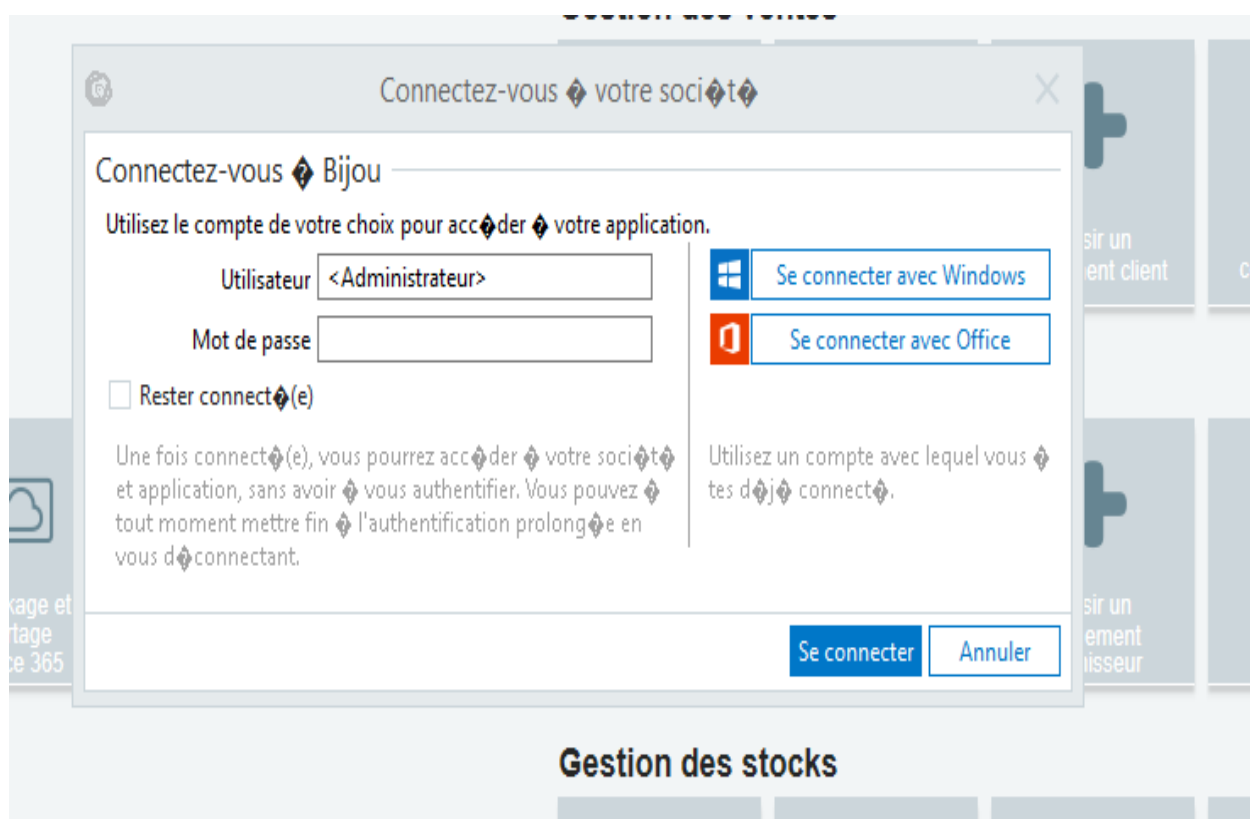 Gestion des ventes
Connectez-vous � votre soci�t�
Connectez-vous � Bijou
Utilisez le compte de votre choix pour acc�der � votre application.
Utilisateur <Administrateur>
Se connecter avec Windows
Mot de passe
Se connecter avec Office
Rester connect�(e)
Une fois connect�(e), vous pourrez acc�der � votre soci�t�
et application, sans avoir � vous authentifier. Vous pouvez �
tout moment mettre fin � l'authentification prolong�e en
vous d�connectant.
Utilisez un compte avec lequel vous �
tes d�j� connect�.
Se connecter
Annuler
sir un
ent client
c
kage et
rtage
ce 365
sir un
ement
isseur
Gestion des stocks